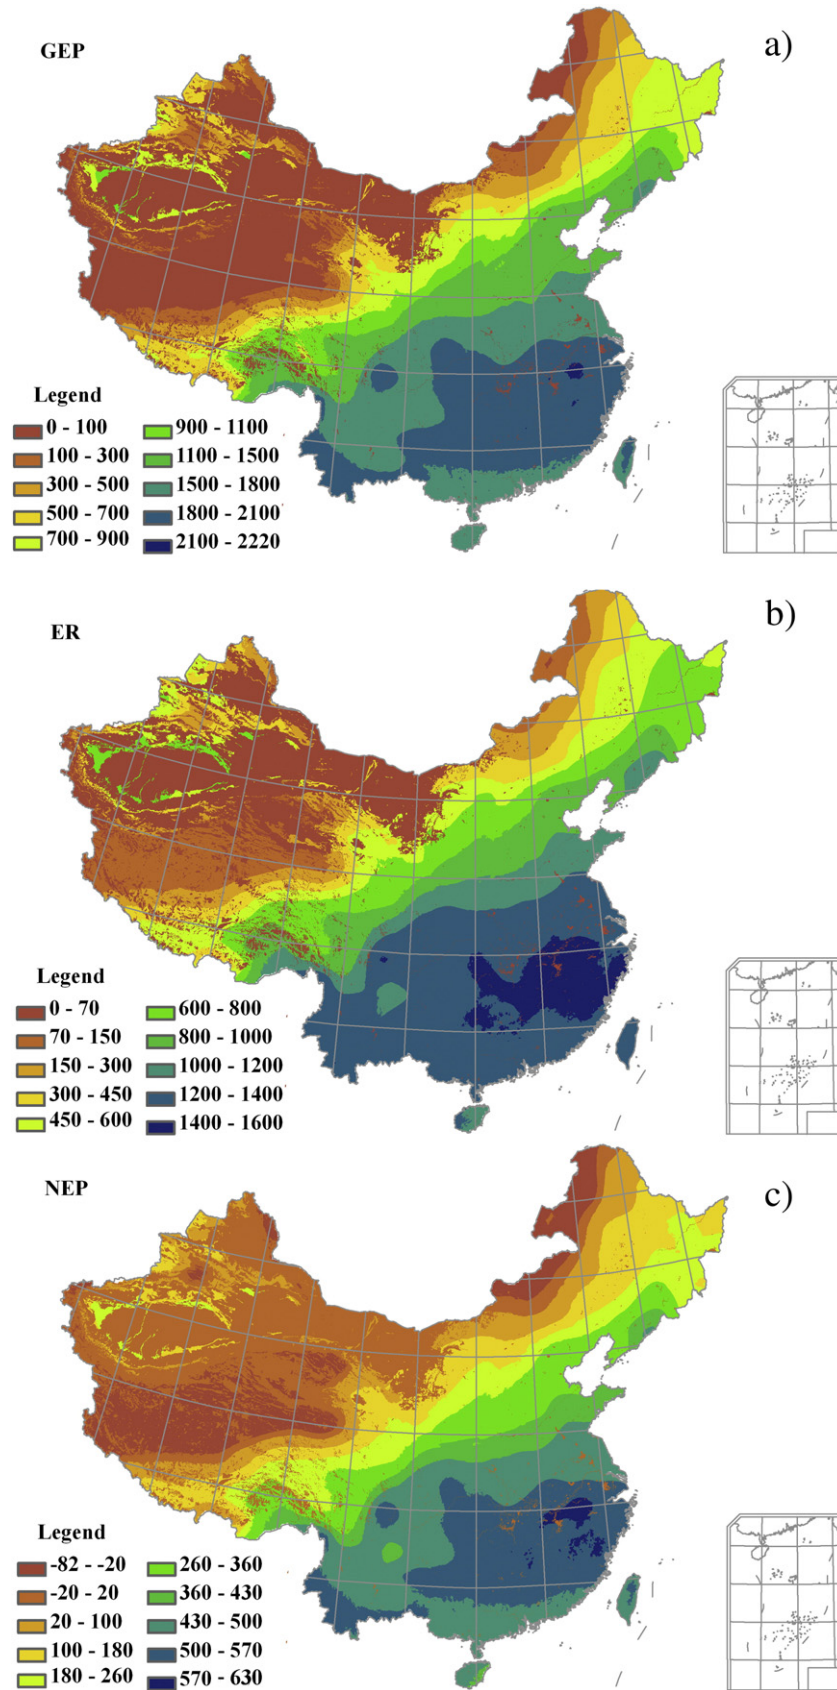 GEP
a)
Legend
0 - 100
100 - 300
300 - 500
500 - 700
700 - 900
900 - 1100
1100 - 1500
1500 - 1800
1800 - 2100
2100 - 2220
ER
b)
Legend
0 - 70
70 - 150
150 - 300
300 - 450
450 - 600
600 - 800
800 - 1000
1000 - 1200
1200 - 1400
1400 - 1600
NEP
c)
Legend
-82 - -20
-20 - 20
20 - 100
100 - 180
180 - 260
260 - 360
360 - 430
430 - 500
500 - 570
570 - 630